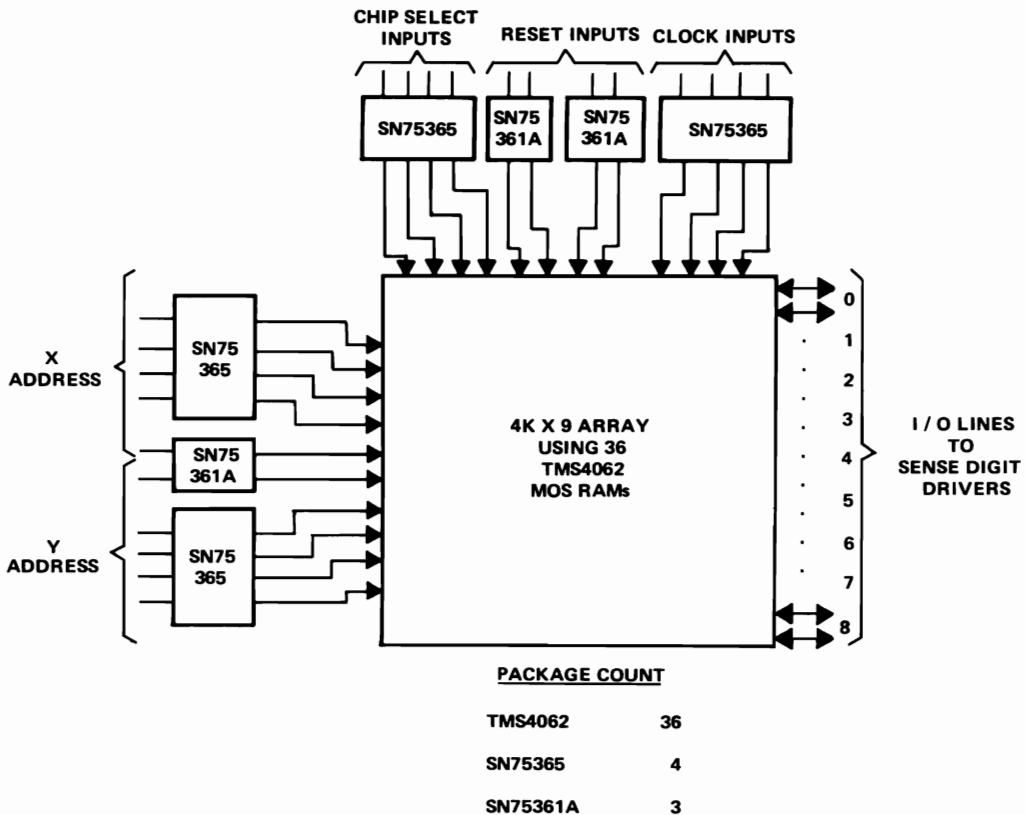 CHIP SELECT
INPUTS
RESET INPUTS
CLOCK INPUTS
SN75365
SN75
361A
SN75
361A
SN75365
X
ADDRESS
SN75
365
SN75
361A
Y
ADDRESS
SN75
365
4K X 9 ARRAY
USING 36
TMS4062
MOS RAMs
0
1
2
3
4
5
6
7
8
I / O LINES
TO
SENSE DIGIT
DRIVERS
PACKAGE COUNT
TMS4062 36
SN75365 4
SN75361A 3